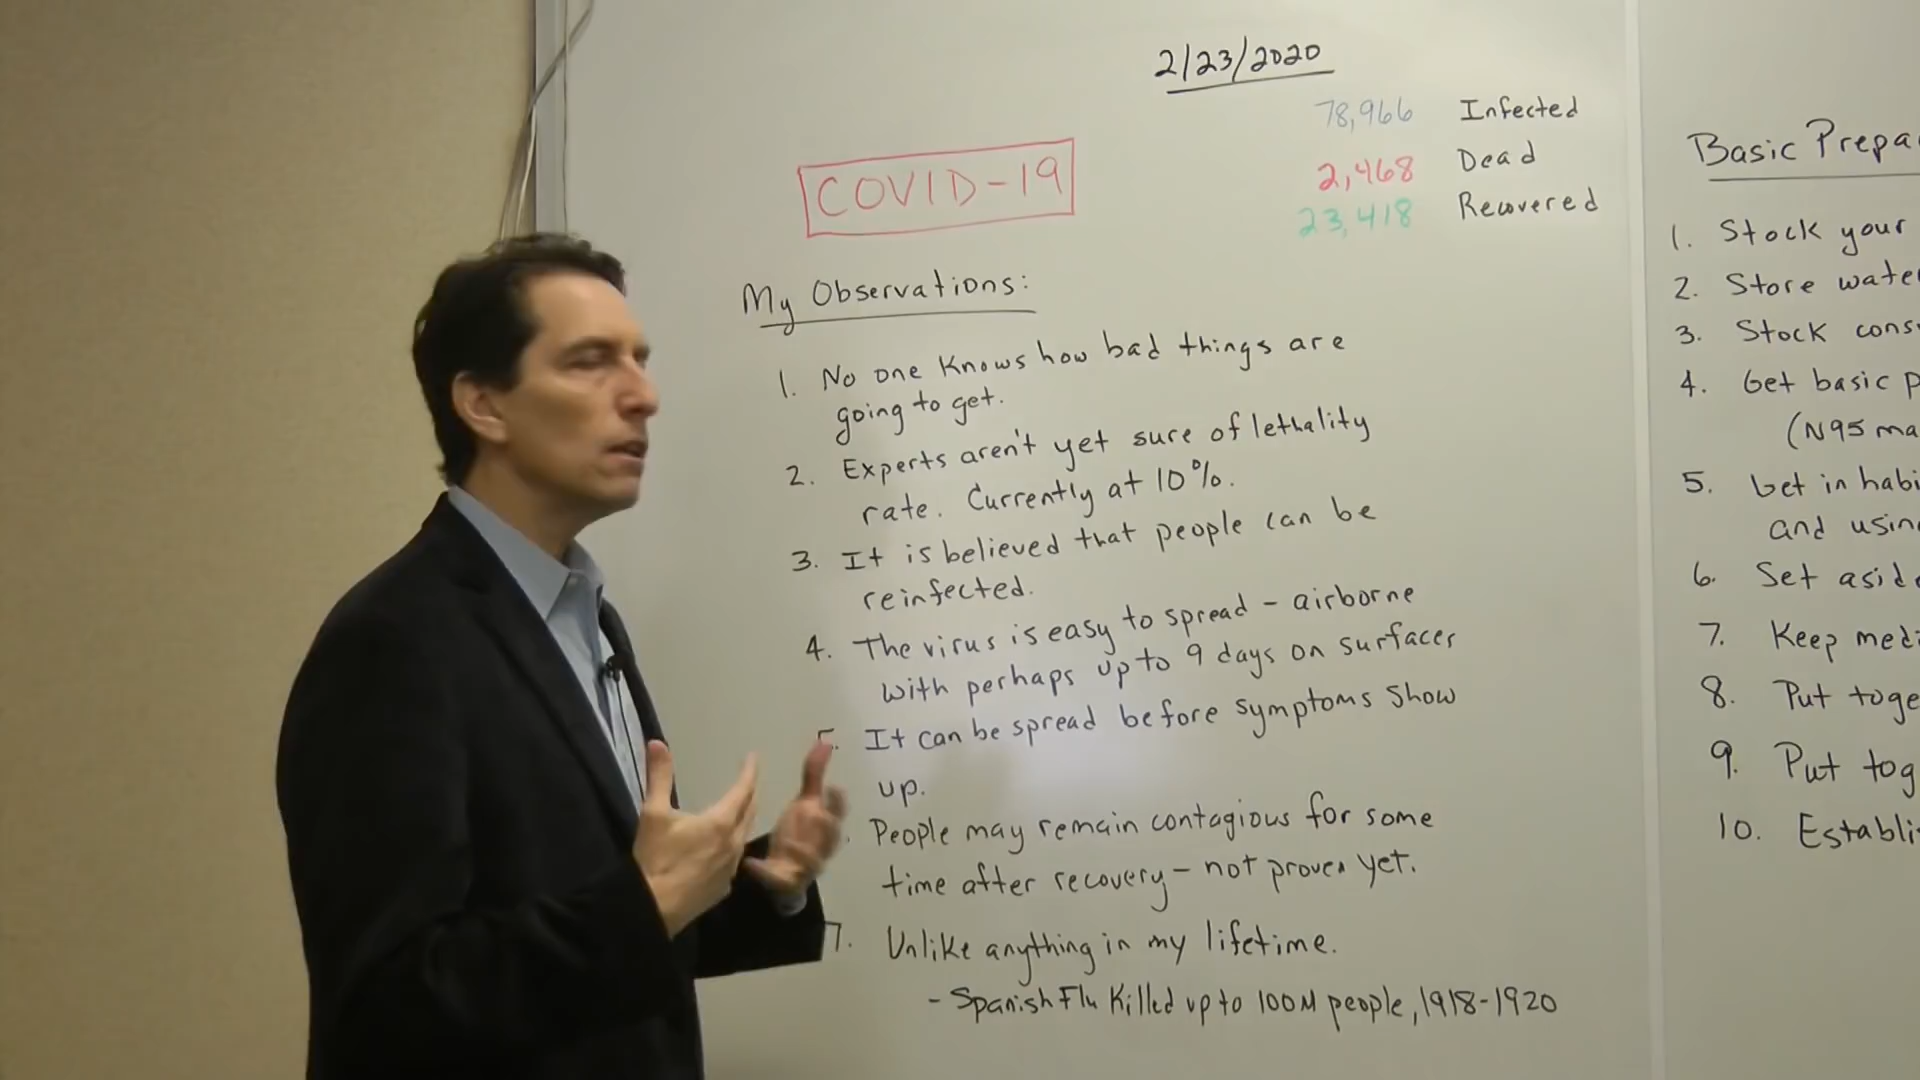 2/23/2020
78,966 Infected
2,468 Dead
23,418 Recovered
COVID-19
My Observations:
1. No one knows how bad things are
going to get.
2. Experts aren't yet sure of lethality
rate. Currently at 10%.
3. It is believed that people can be
reinfected.
4. The virus is easy to spread - airborne
with perhaps up to 9 days on surfaces
5. It can be spread before symptoms show
up.
People may remain contagious for some
time after recovery - not proven yet.
7. Unlike anything in my lifetime.
- Spanish Flu killed up to 100M people, 1918-1920
Basic Prepa
1. Stock your
2. Store wate
3. Stock cons
4. Get basic p
(N95 ma
5. Get in habi
and usin
6. Set asid
7. Keep med
8. Put toge
9. Put tog
10. Establi